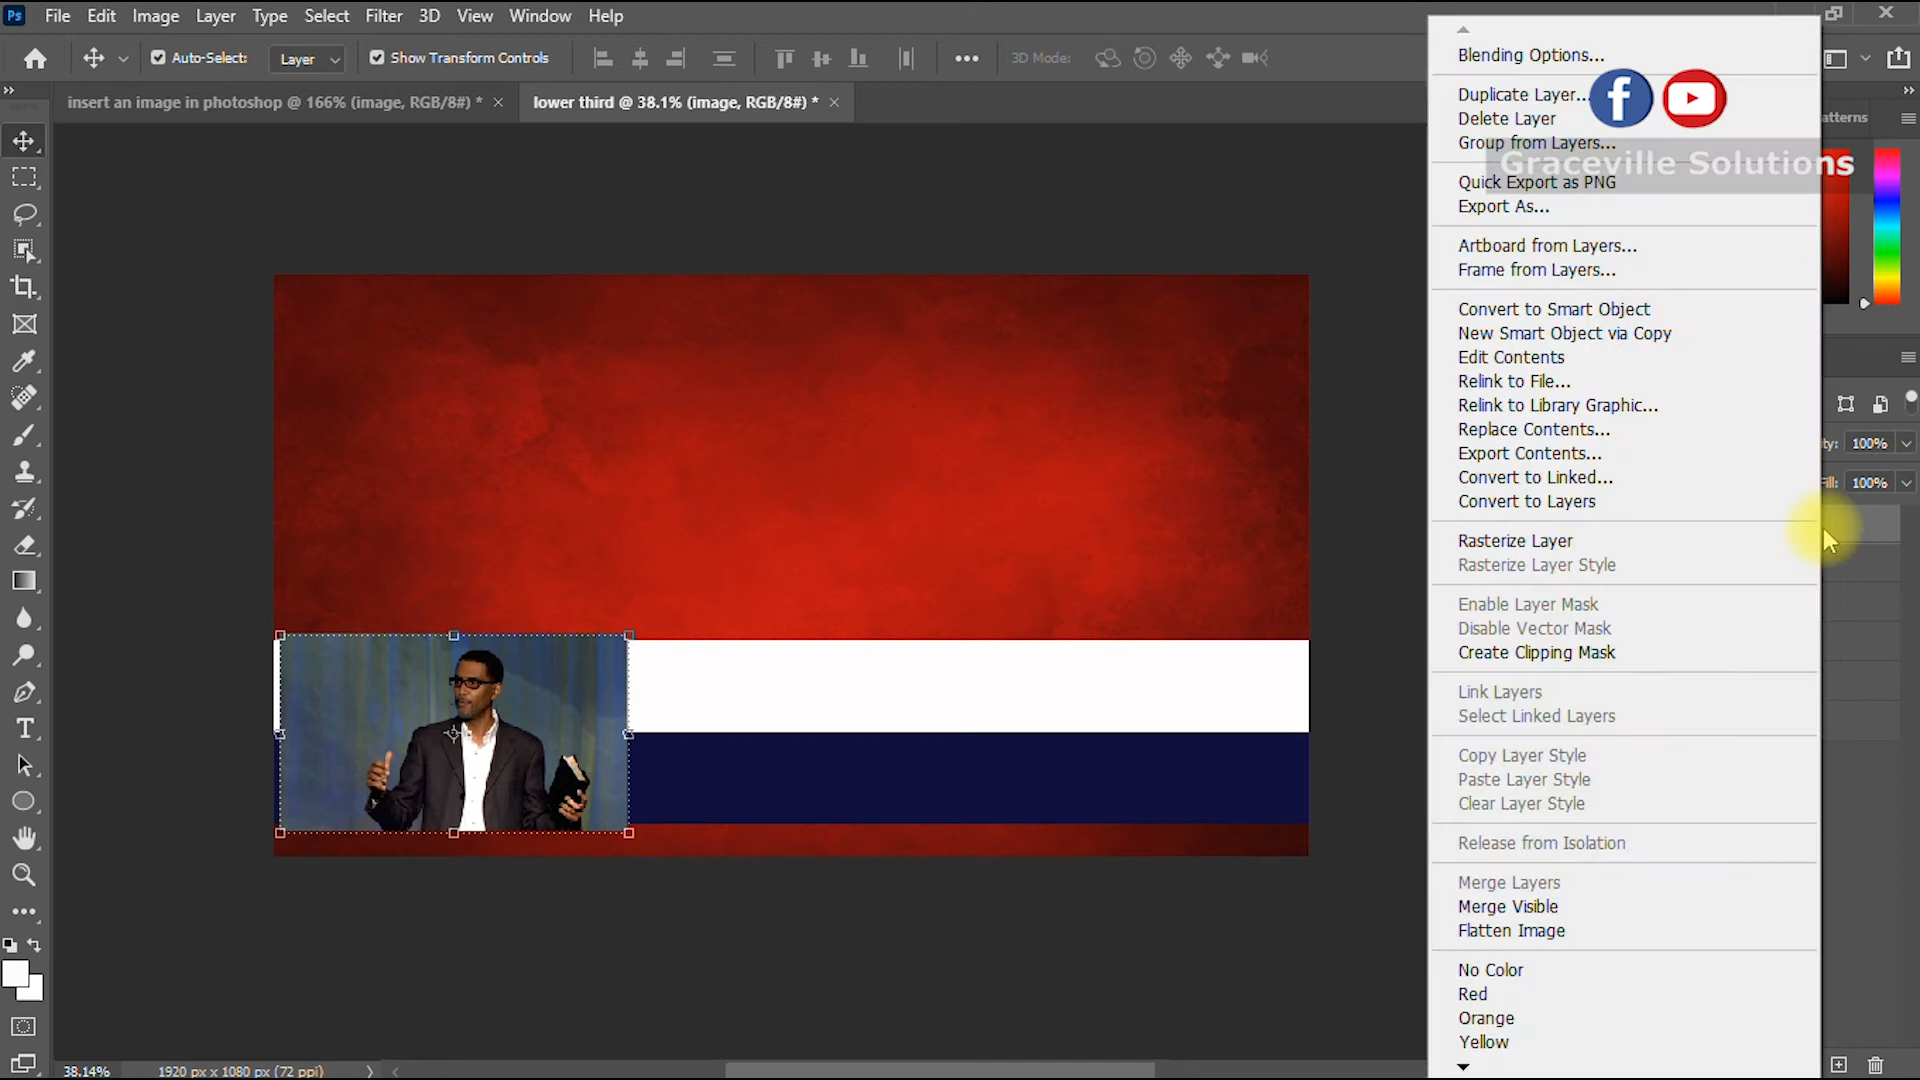 Ps File Edit Image Layer Type Select Filter 3D View Window Help
Auto-Select: Layer Show Transform Controls 3D Mode:
insert an image in photoshop @ 166% (image, RGB/8#) * × lower third @ 38.1% (image, RGB/8#) * ×
Blending Options...
Duplicate Layer...
Delete Layer
Group from Layers...
Graceville Solutions
Quick Export as PNG
Export As...
Artboard from Layers...
Frame from Layers...
Convert to Smart Object
New Smart Object via Copy
Edit Contents
Relink to File...
Relink to Library Graphic...
Replace Contents...
Export Contents...
Convert to Linked...
Convert to Layers
Rasterize Layer
Rasterize Layer Style
Enable Layer Mask
Disable Vector Mask
Create Clipping Mask
Link Layers
Select Linked Layers
Copy Layer Style
Paste Layer Style
Clear Layer Style
Release from Isolation
Merge Layers
Merge Visible
Flatten Image
No Color
Red
Orange
Yellow
atterns
ty: 100%
Fill: 100%
38.14% 1920 px x 1080 px (72 ppi)